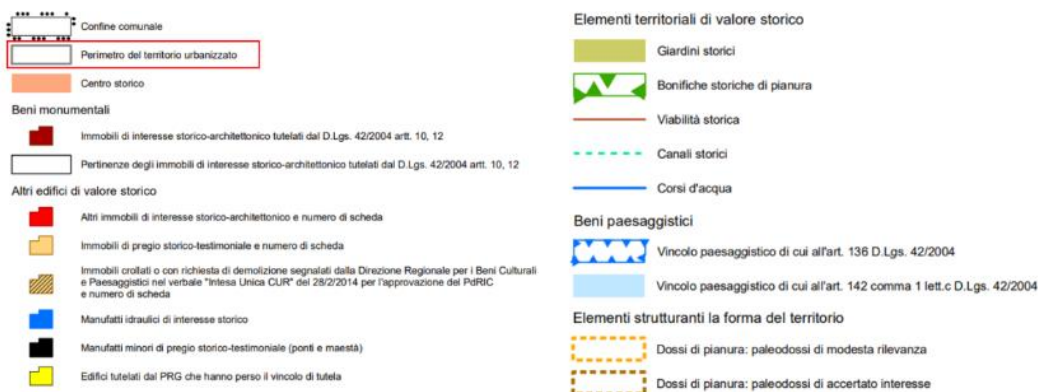 Confine comunale
Perimetro del territorio urbanizzato
Centro storico
Beni monumentali
Immobili di interesse storico-architettonico tutelati dal D.Lgs. 42/2004 artt. 10, 12
Pertinenze degli immobili di interesse storico-architettonico tutelati dal D.Lgs. 42/2004 artt. 10, 12
Altri edifici di valore storico
Altri immobili di interesse storico-architettonico e numero di scheda
Immobili di pregio storico-testimoniale e numero di scheda
Immobili crollati o con richiesta di demolizione segnalati dalla Direzione Regionale per i Beni Culturali
e Paesaggistici nel verbale "Intesa Unica CUR" del 28/2/2014 per l'approvazione del PdRIC
e numero di scheda
Manufatti idraulici di interesse storico
Manufatti minori di pregio storico-testimoniale (ponti e maestà)
Edifici tutelati dal PRG che hanno perso il vincolo di tutela
Elementi territoriali di valore storico
Giardini storici
Bonifiche storiche di pianura
Viabilità storica
Canali storici
Corsi d'acqua
Beni paesaggistici
Vincolo paesaggistico di cui all'art. 136 D.Lgs. 42/2004
Vincolo paesaggistico di cui all'art. 142 comma 1 lett.c D.Lgs. 42/2004
Elementi strutturanti la forma del territorio
Dossi di pianura: paleodossi di modesta rilevanza
Dossi di pianura: paleodossi di accertato interesse